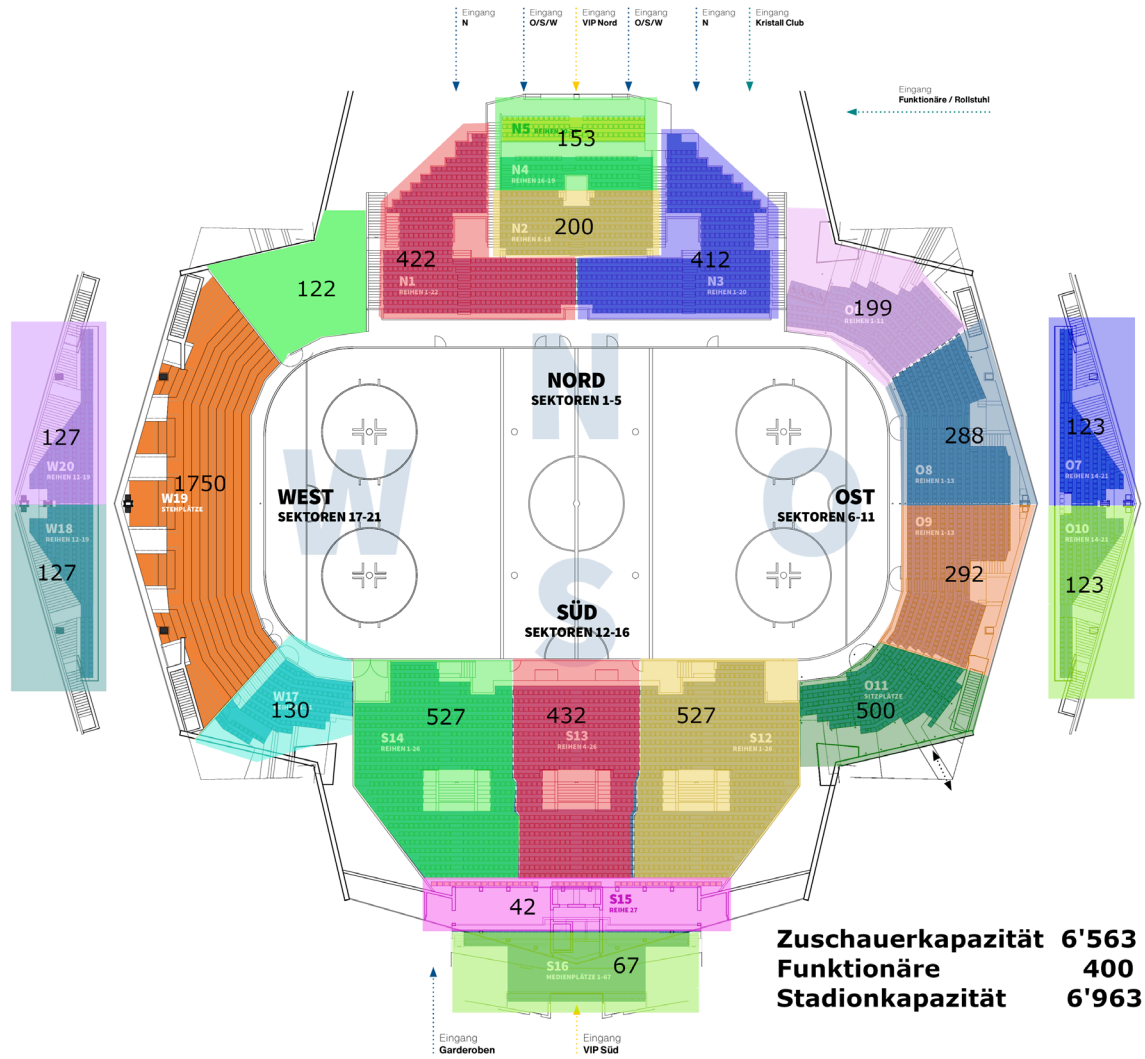 Eingang
N
Eingang
O/S/W
Eingang
VIP Nord
Eingang
O/S/W
Eingang
N
Eingang
Kristall Club
Eingang
Funktionäre / Rollstuhl
N5
153
N4
REIHEN 16-19
N2
200
422
N1
REIHEN 1-22
412
N3
REIHEN 1-20
122
199
REIHEN 1-11
N
NORD
SEKTOREN 1-5
127
W20
REIHEN 12-19
W18
REIHEN 12-19
127
1750
W19
STEHPLÄTZE
W
WEST
SEKTOREN 17-21
O
OST
SEKTOREN 6-11
288
O8
REIHEN 1-13
O9
REIHEN 1-13
292
123
O7
REIHEN 14-21
O10
REIHEN 14-21
123
S
SÜD
SEKTOREN 12-16
W17
130
527
S14
REIHEN 1-26
432
S13
REIHEN 4-26
527
S12
O11
SITZPLÄTZE
500
42
S15
REIHE 27
67
S16
MEDIENPLÄTZE 1-67
Zuschauerkapazität 6'563
Funktionäre 400
Stadionkapazität 6'963
Eingang
Garderoben
Eingang
VIP Süd